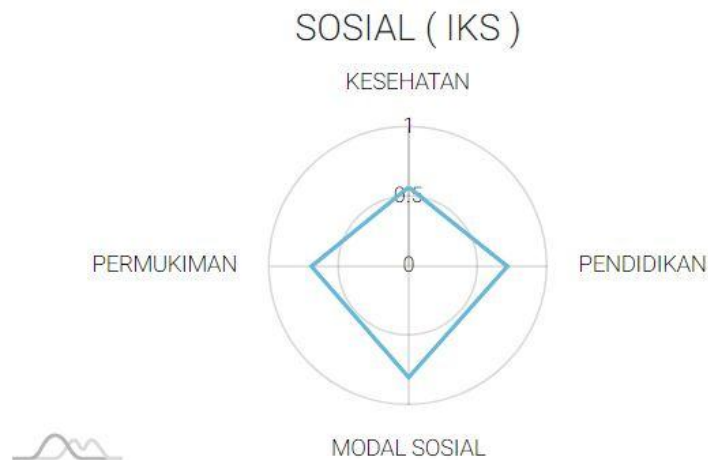 SOSIAL ( IKS )
KESEHATAN
1
0.5
PERMUKIMAN
0
PENDIDIKAN
MODAL SOSIAL